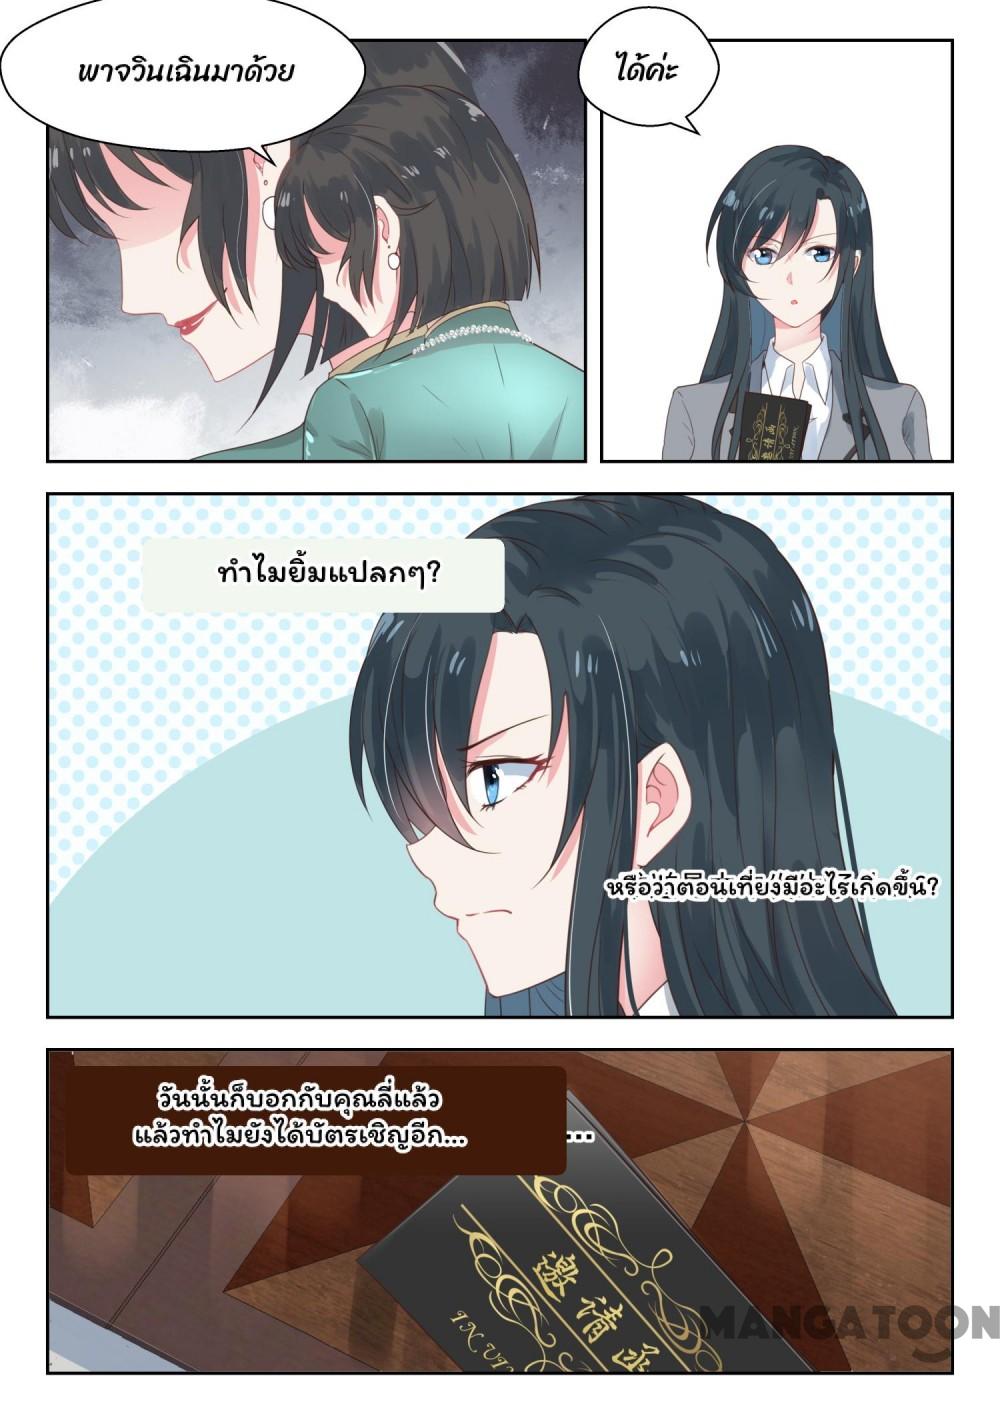 พาจวินเฉินมาด้วย
ได้ค่ะ
邀请函
ทำไมยิ้มแปลกๆ?
หรือว่าตอนเที่ยงมีอะไรเกิดขึ้น?
วันนั้นก็บอกกับคุณลี่แล้ว
แล้วทำไมยังได้บัตรเชิญอีก...
...
邀请函
INVI
MANGATOON